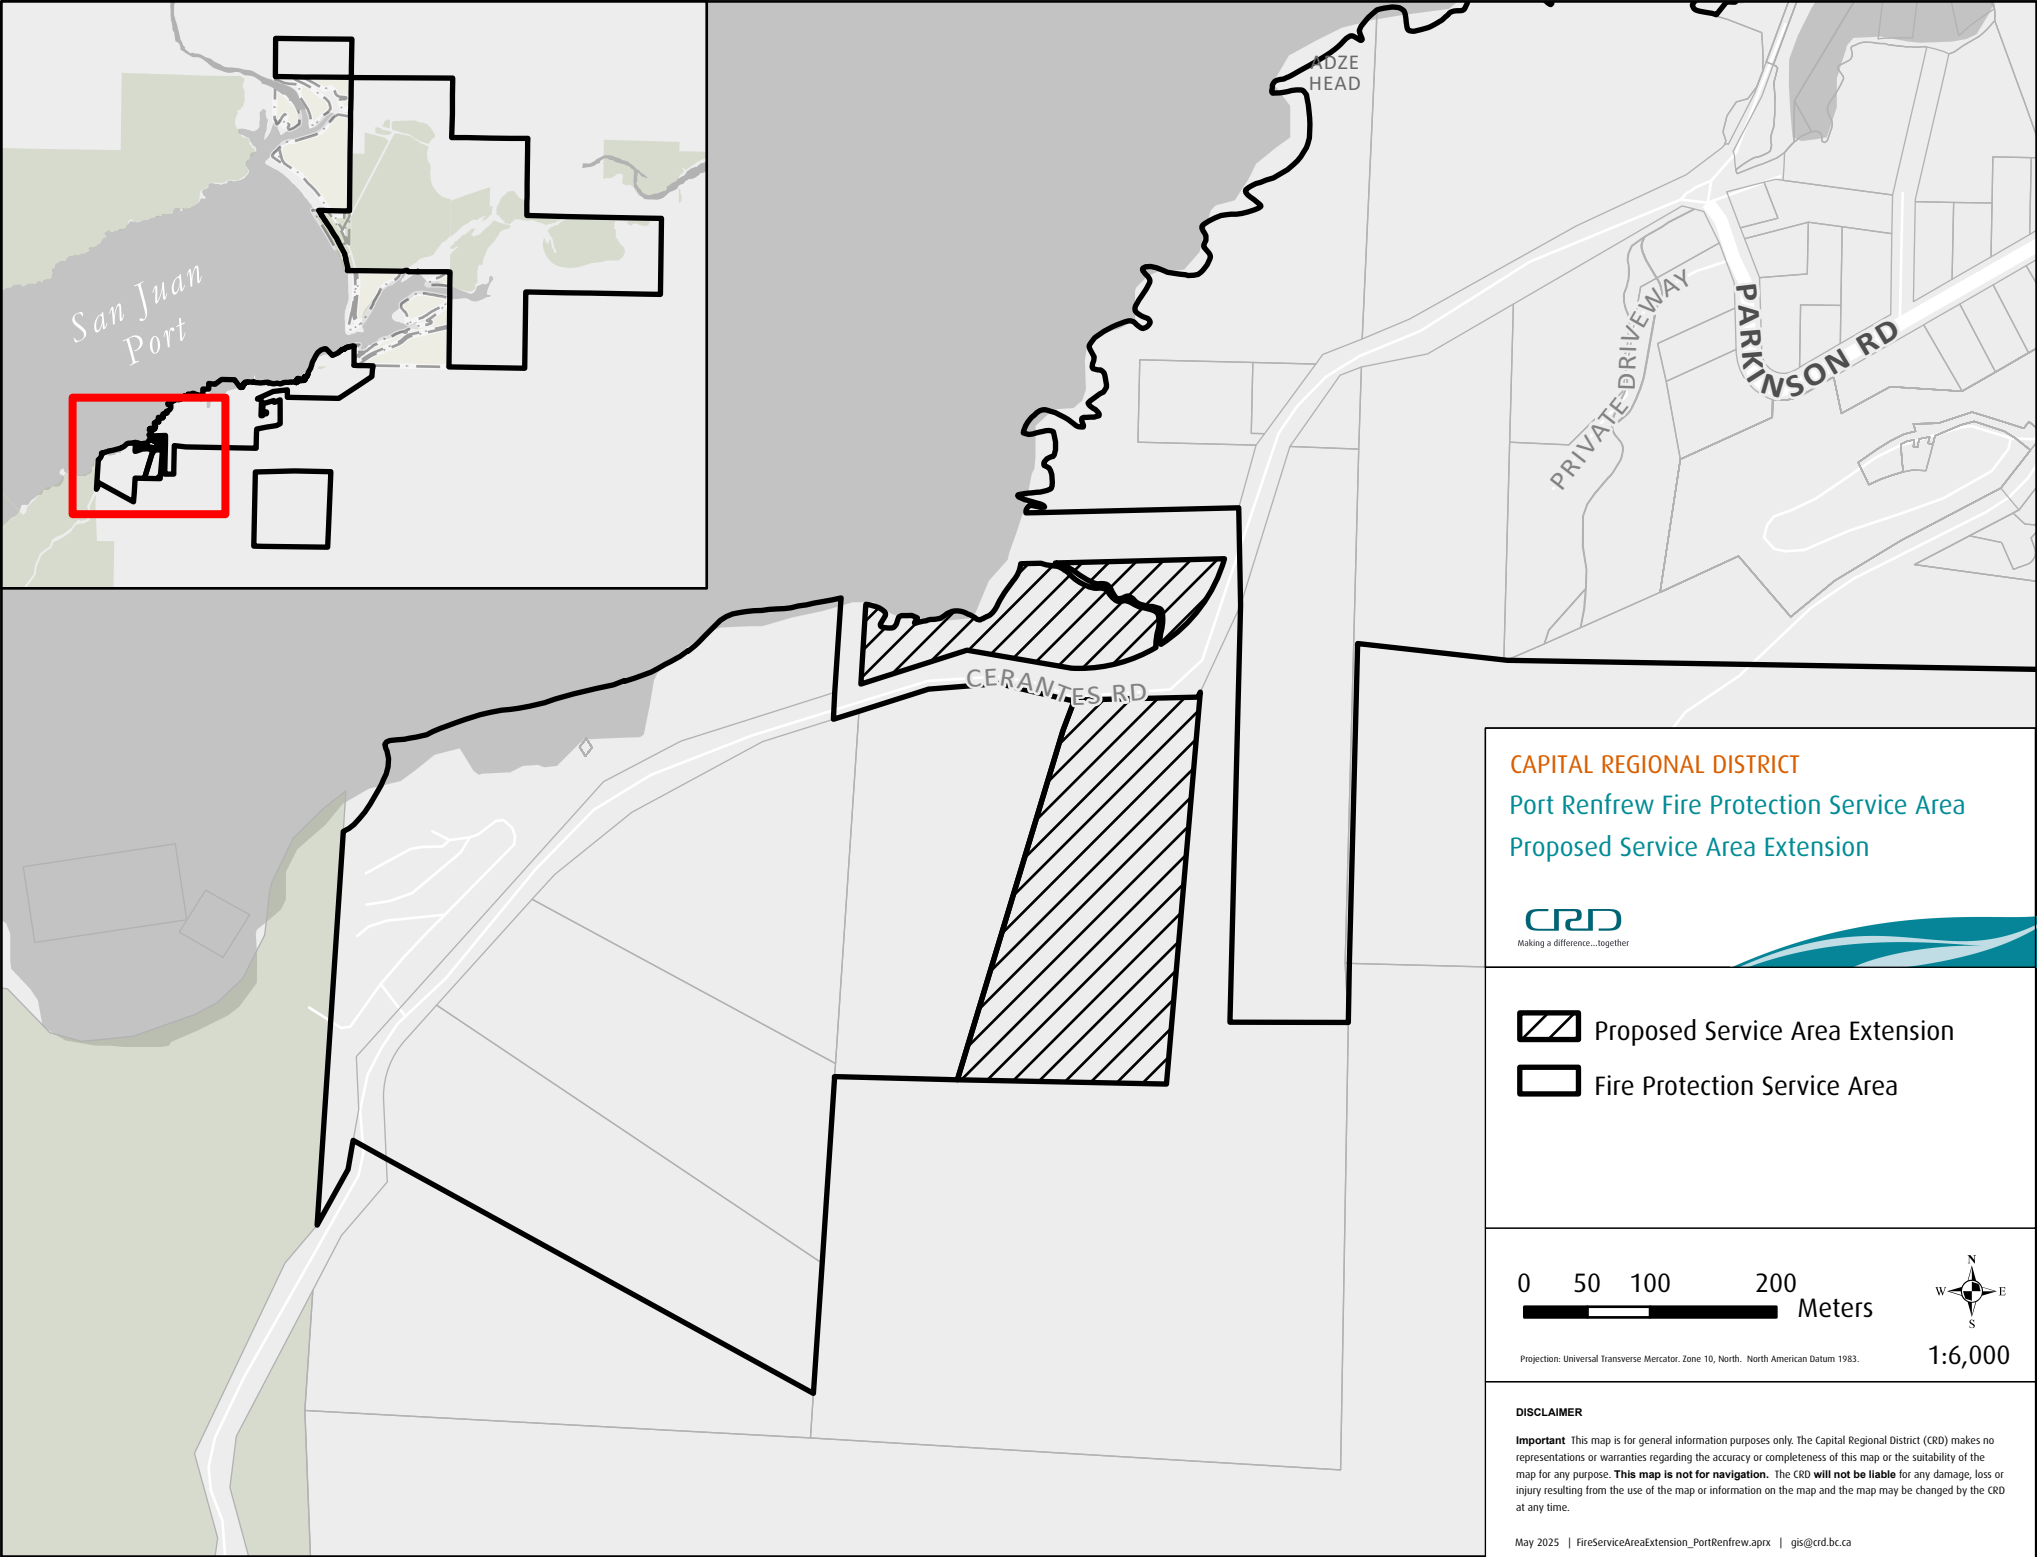 San Juan
Port
ADZE
HEAD
PRIVATE DRIVEWAY
PARKINSON RD
CERANTES RD
CAPITAL REGIONAL DISTRICT
Port Renfrew Fire Protection Service Area
Proposed Service Area Extension
CRD
Making a difference...together
Proposed Service Area Extension
Fire Protection Service Area
0 50 100 200
Meters
N
W E
S
Projection: Universal Transverse Mercator. Zone 10, North. North American Datum 1983.
1:6,000
DISCLAIMER
Important This map is for general information purposes only. The Capital Regional District (CRD) makes no
representations or warranties regarding the accuracy or completeness of this map or the suitability of the
map for any purpose. This map is not for navigation. The CRD will not be liable for any damage, loss or
injury resulting from the use of the map or information on the map and the map may be changed by the CRD
at any time.
May 2025 | FireServiceAreaExtension_PortRenfrew.aprx | gis@crd.bc.ca